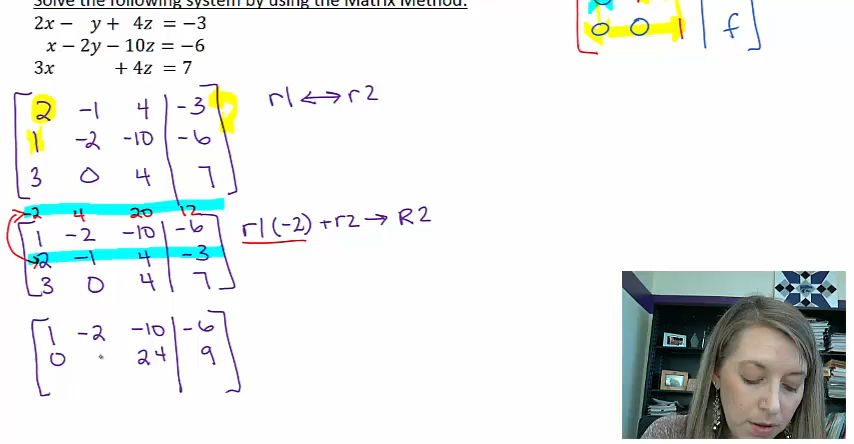 Solve the following system by using the Matrix Method.
2x − y + 4z = −3
x − 2y − 10z = −6
3x + 4z = 7
0 0 1 | f
2 -1 4 | -3
1 -2 -10 | -6
3 0 4 | 7
r1 ↔ r2
-2 4 20 12
1 -2 -10 | -6
2 -1 4 | -3
3 0 4 | 7
r1(-2) + r2 → R2
1 -2 -10 | -6
0 24 | 9